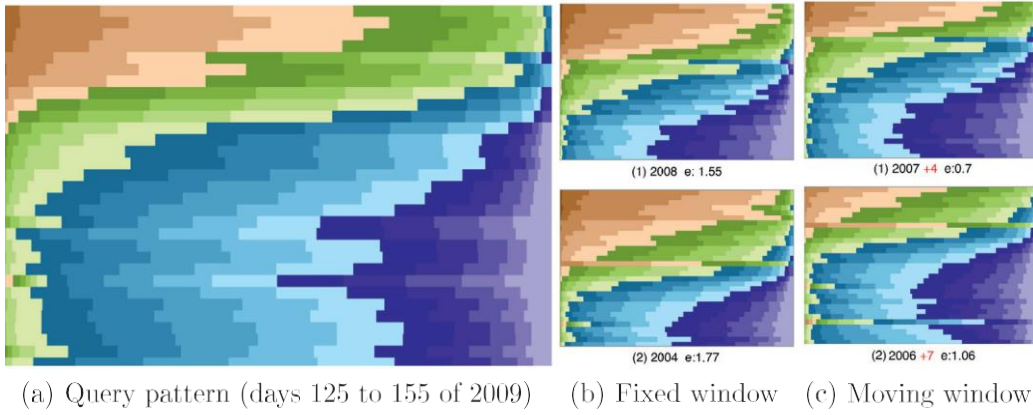 (1) 2008 e: 1.55
(1) 2007 +4 e:0.7
(2) 2004 e:1.77
(2) 2006 +7 e:1.06
(a) Query pattern (days 125 to 155 of 2009)
(b) Fixed window
(c) Moving window